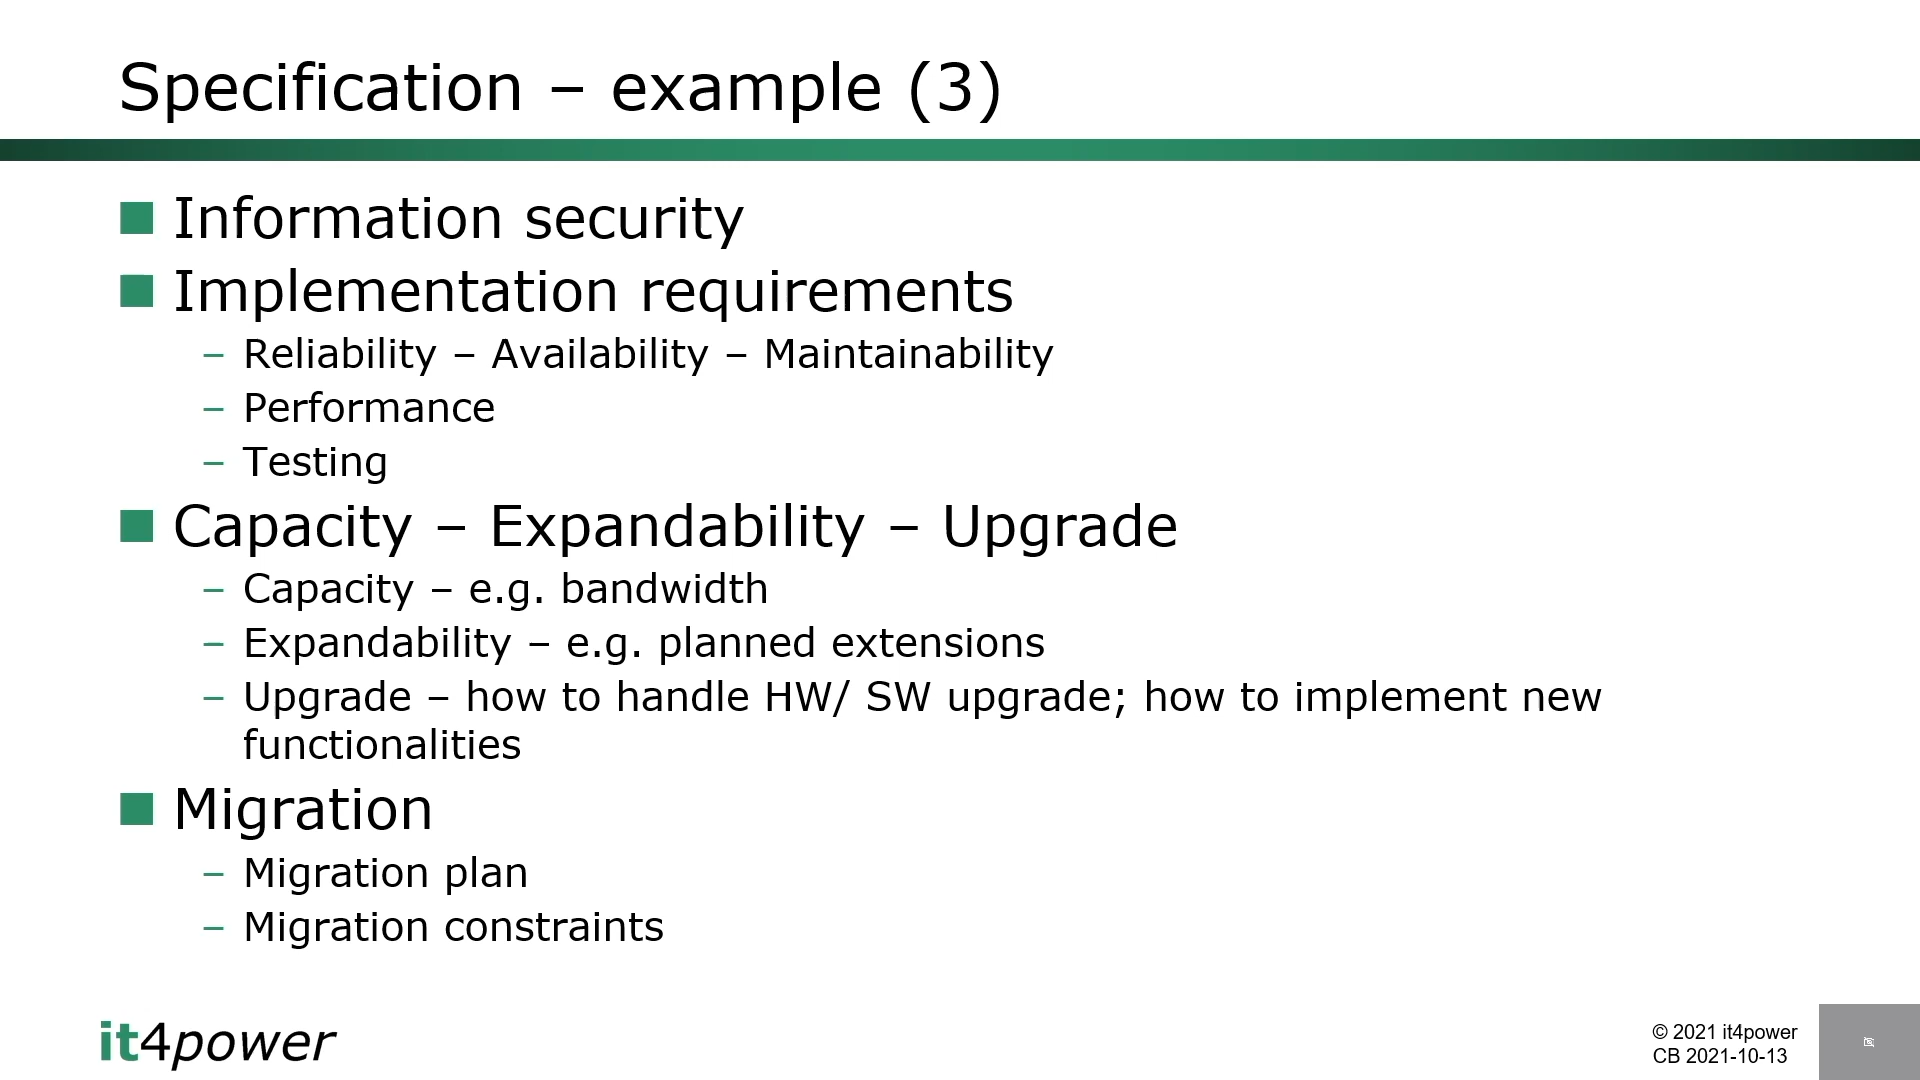 Specification – example (3)
Information security
Implementation requirements
– Reliability – Availability – Maintainability
– Performance
– Testing
Capacity – Expandability – Upgrade
– Capacity – e.g. bandwidth
– Expandability – e.g. planned extensions
– Upgrade – how to handle HW/ SW upgrade; how to implement new
functionalities
Migration
– Migration plan
– Migration constraints
it4power
© 2021 it4power
CB 2021-10-13